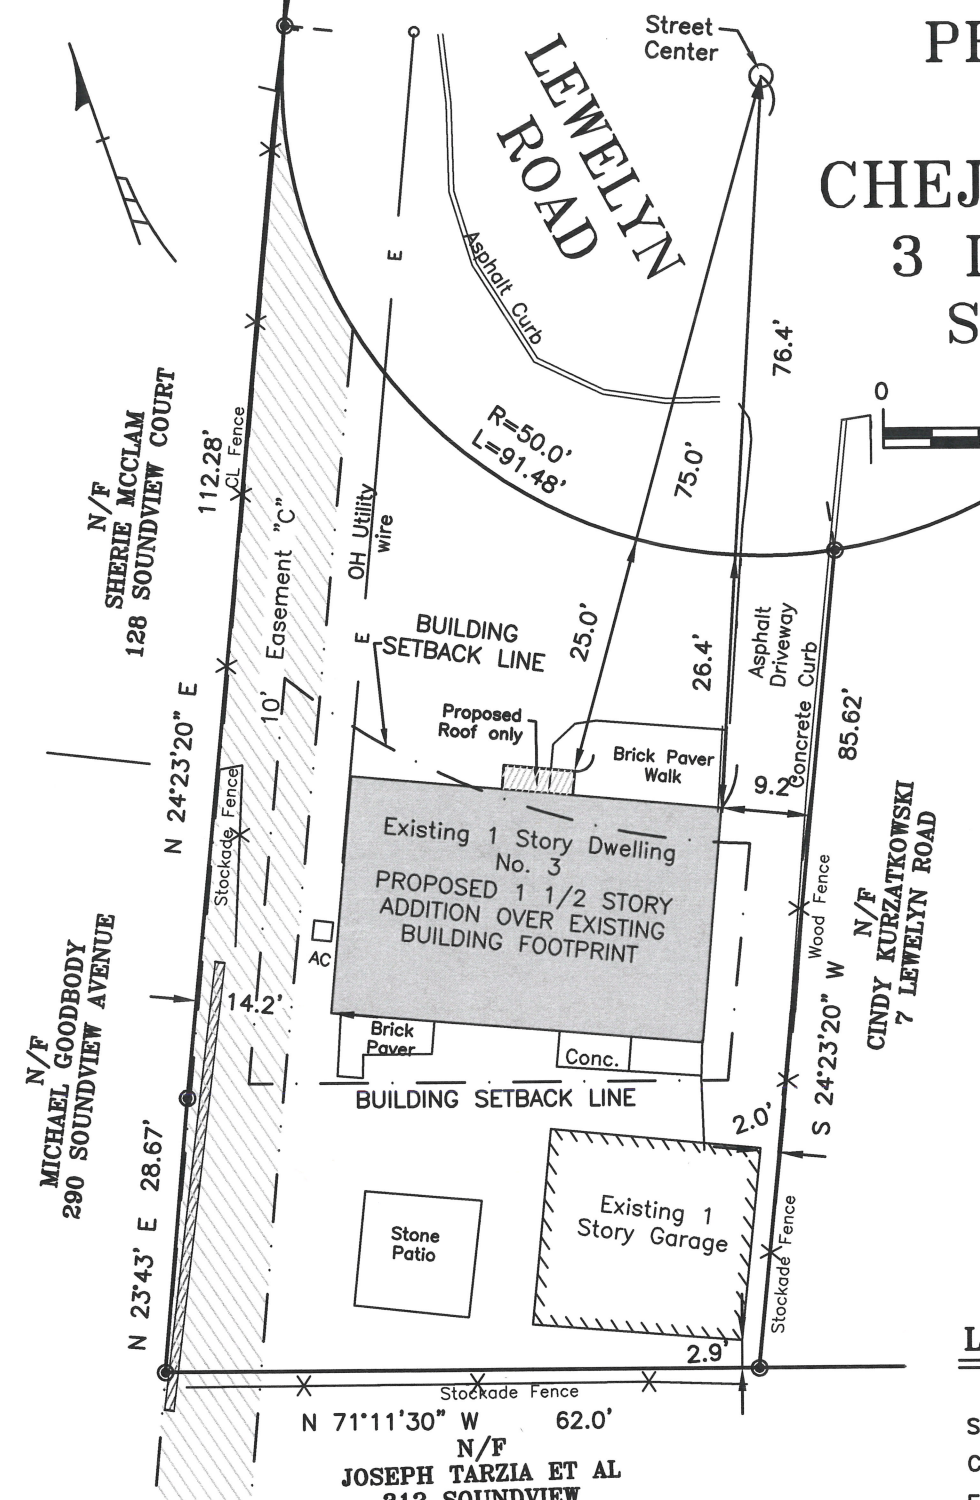 Street
Center
LEWELYN
ROAD
CHEJ
3
S
0
Asphalt Curb
76.4'
R=50.0'
L=91.48'
75.0'
N/F
SHERIE MCCLAM
128 SOUNDVIEW COURT
112.28'
CL Fence
Easement "C"
10'
OH Utility
wire
E
E
BUILDING
SETBACK LINE
25.0'
26.4'
Asphalt
Driveway
Concrete Curb
85.62'
Proposed
Roof only
Brick Paver
Walk
9.2'
N 24°23'20" E
Stockade Fence
Existing 1 Story Dwelling
No. 3
PROPOSED 1 1/2 STORY
ADDITION OVER EXISTING
BUILDING FOOTPRINT
Wood Fence
N/F
CINDY KURZATKOWSKI
7 LEWELYN ROAD
AC
14.2'
N/F
MICHAEL GOODBODY
290 SOUNDVIEW AVENUE
Brick
Paver
Conc.
S 24°23'20" W
BUILDING SETBACK LINE
2.0'
N 23°43' E 28.67'
Stone
Patio
Existing 1
Story Garage
Stockade Fence
2.9'
Stockade Fence
N 71°11'30" W 62.0'
N/F
JOSEPH TARZIA ET AL
312 SOUNDVIEW
L
S
C